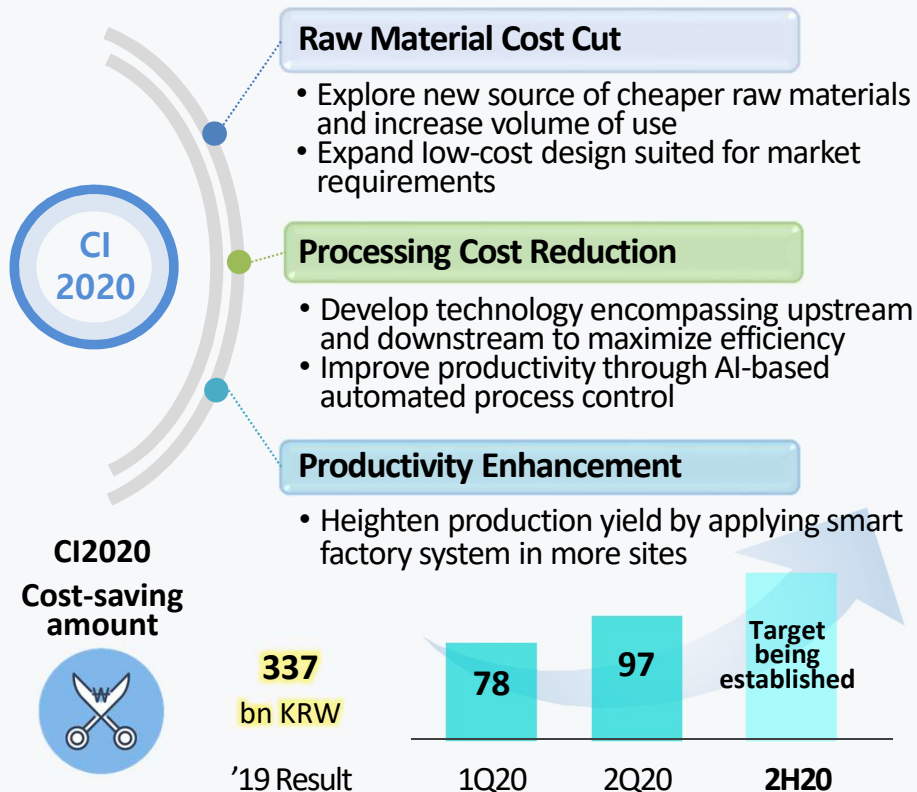 Raw Material Cost Cut
• Explore new source of cheaper raw materials
and increase volume of use
• Expand low-cost design suited for market
requirements
CI
2020
Processing Cost Reduction
• Develop technology encompassing upstream
and downstream to maximize efficiency
• Improve productivity through AI-based
automated process control
Productivity Enhancement
• Heighten production yield by applying smart
factory system in more sites
CI2020
Cost-saving
amount
₩
337
bn KRW
'19 Result
78
1Q20
97
2Q20
Target
being
established
2H20